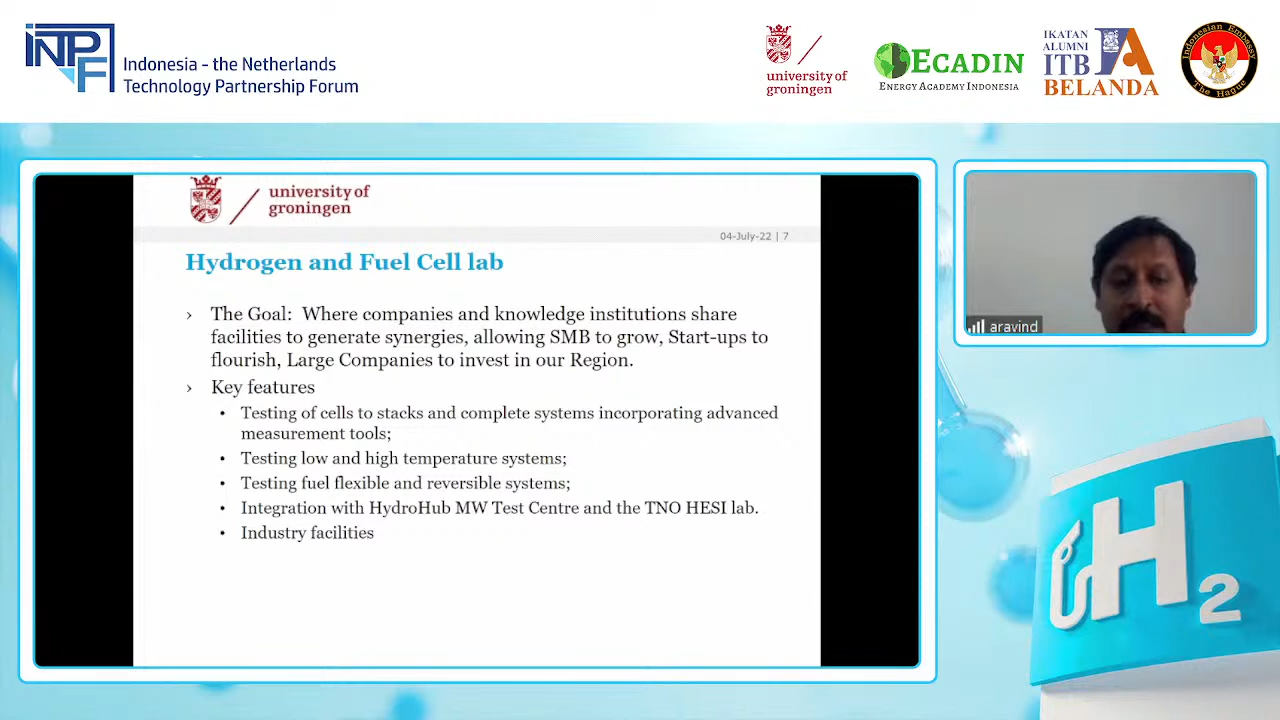 INPF
Indonesia - the Netherlands
Technology Partnership Forum
university of
groningen
ECADIN
ENERGY ACADEMY INDONESIA
IKATAN
ALUMNI
ITB
BELANDA
IA
Indonesian Embassy
The Hague
university of
groningen
04-July-22 | 7
Hydrogen and Fuel Cell lab
› The Goal: Where companies and knowledge institutions share
facilities to generate synergies, allowing SMB to grow, Start-ups to
flourish, Large Companies to invest in our Region.
› Key features
• Testing of cells to stacks and complete systems incorporating advanced
measurement tools;
• Testing low and high temperature systems;
• Testing fuel flexible and reversible systems;
• Integration with HydroHub MW Test Centre and the TNO HESI lab.
• Industry facilities
aravind
H2